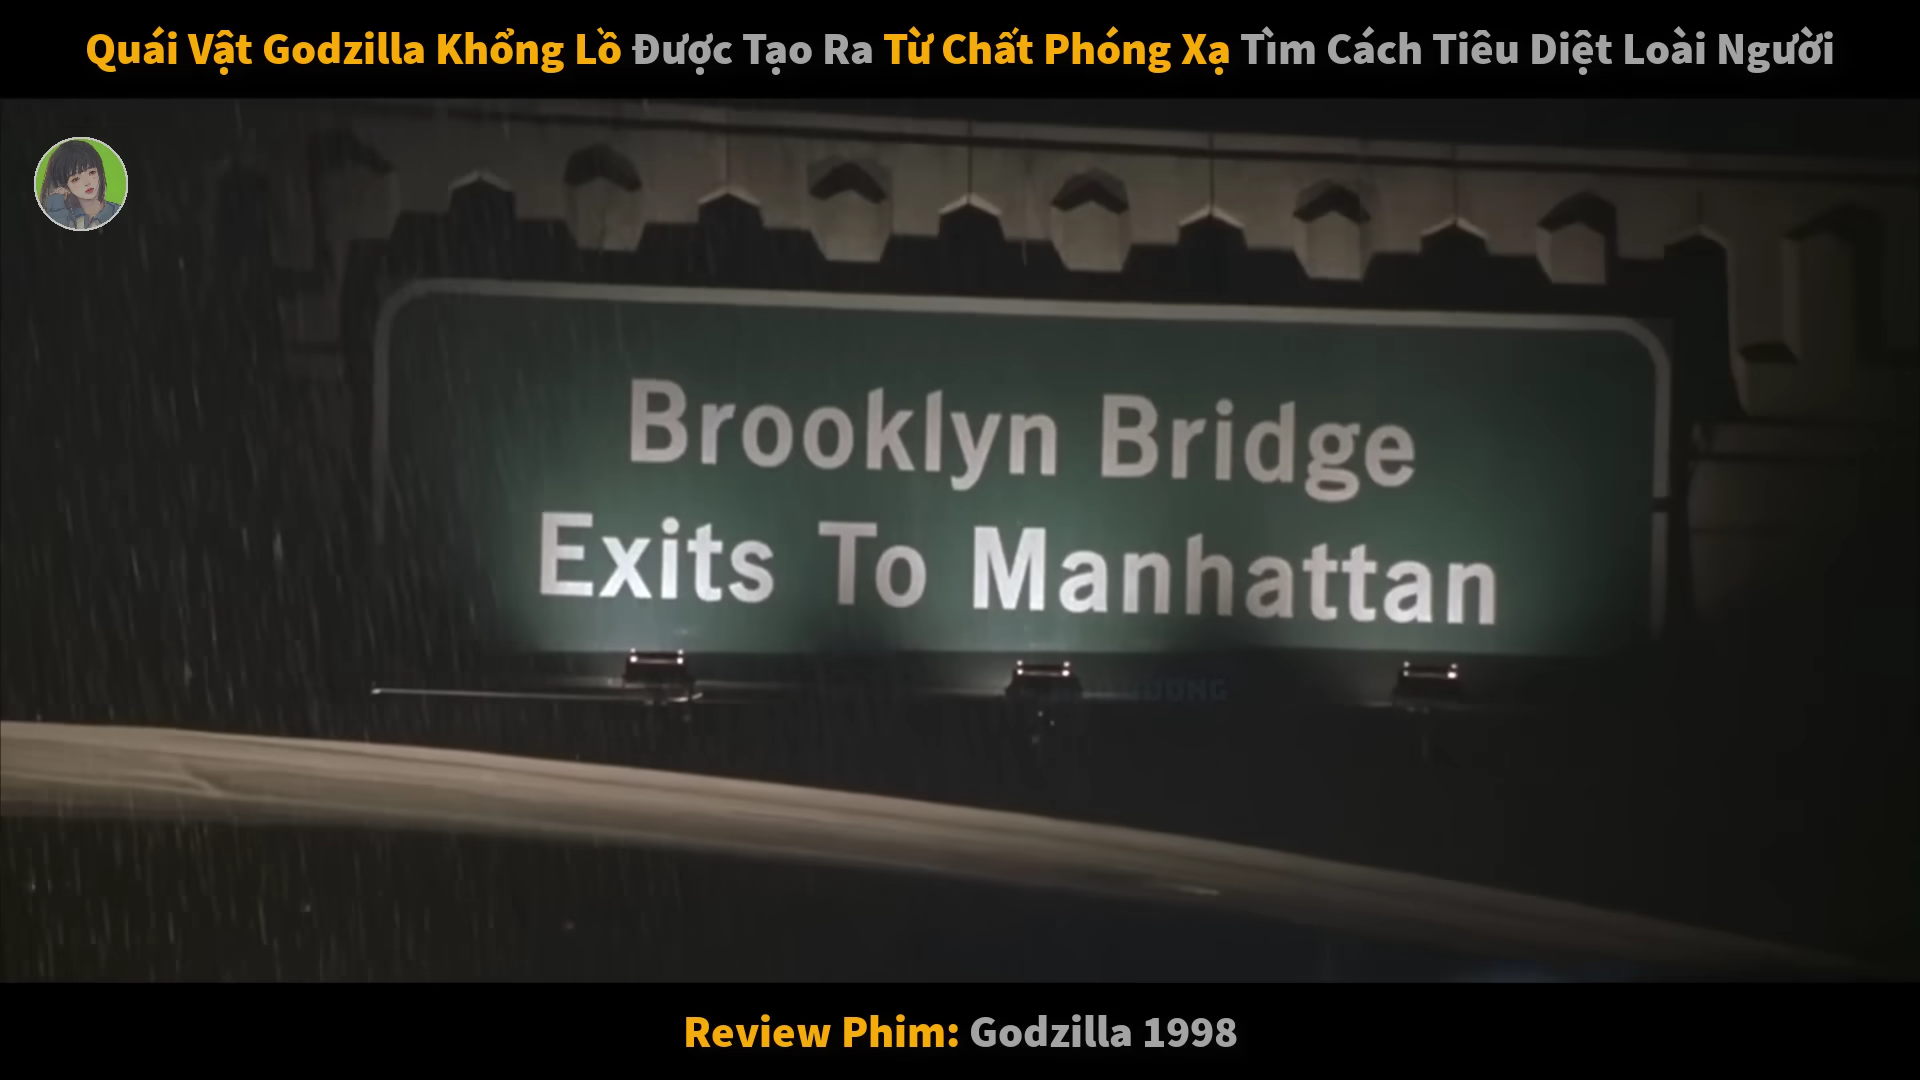 Quái Vật Godzilla Khổng Lồ Được Tạo Ra Từ Chất Phóng Xạ Tìm Cách Tiêu Diệt Loài Người
Brooklyn Bridge
Exits To Manhattan
Review Phim: Godzilla 1998